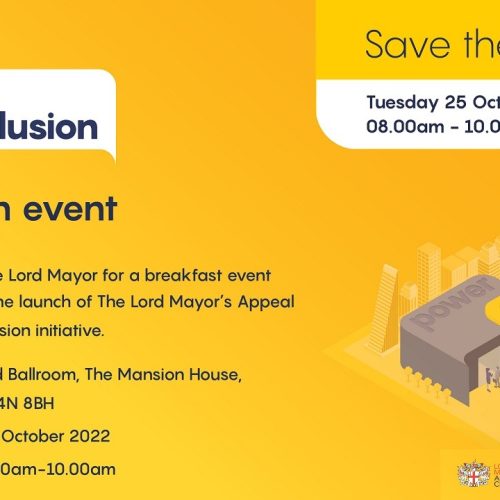 Save the
Tuesday 25 Oct
08.00am - 10.0
lusion
n event
e Lord Mayor for a breakfast event
he launch of The Lord Mayor's Appeal
sion initiative.
d Ballroom, The Mansion House,
4N 8BH
October 2022
0am-10.00am
power